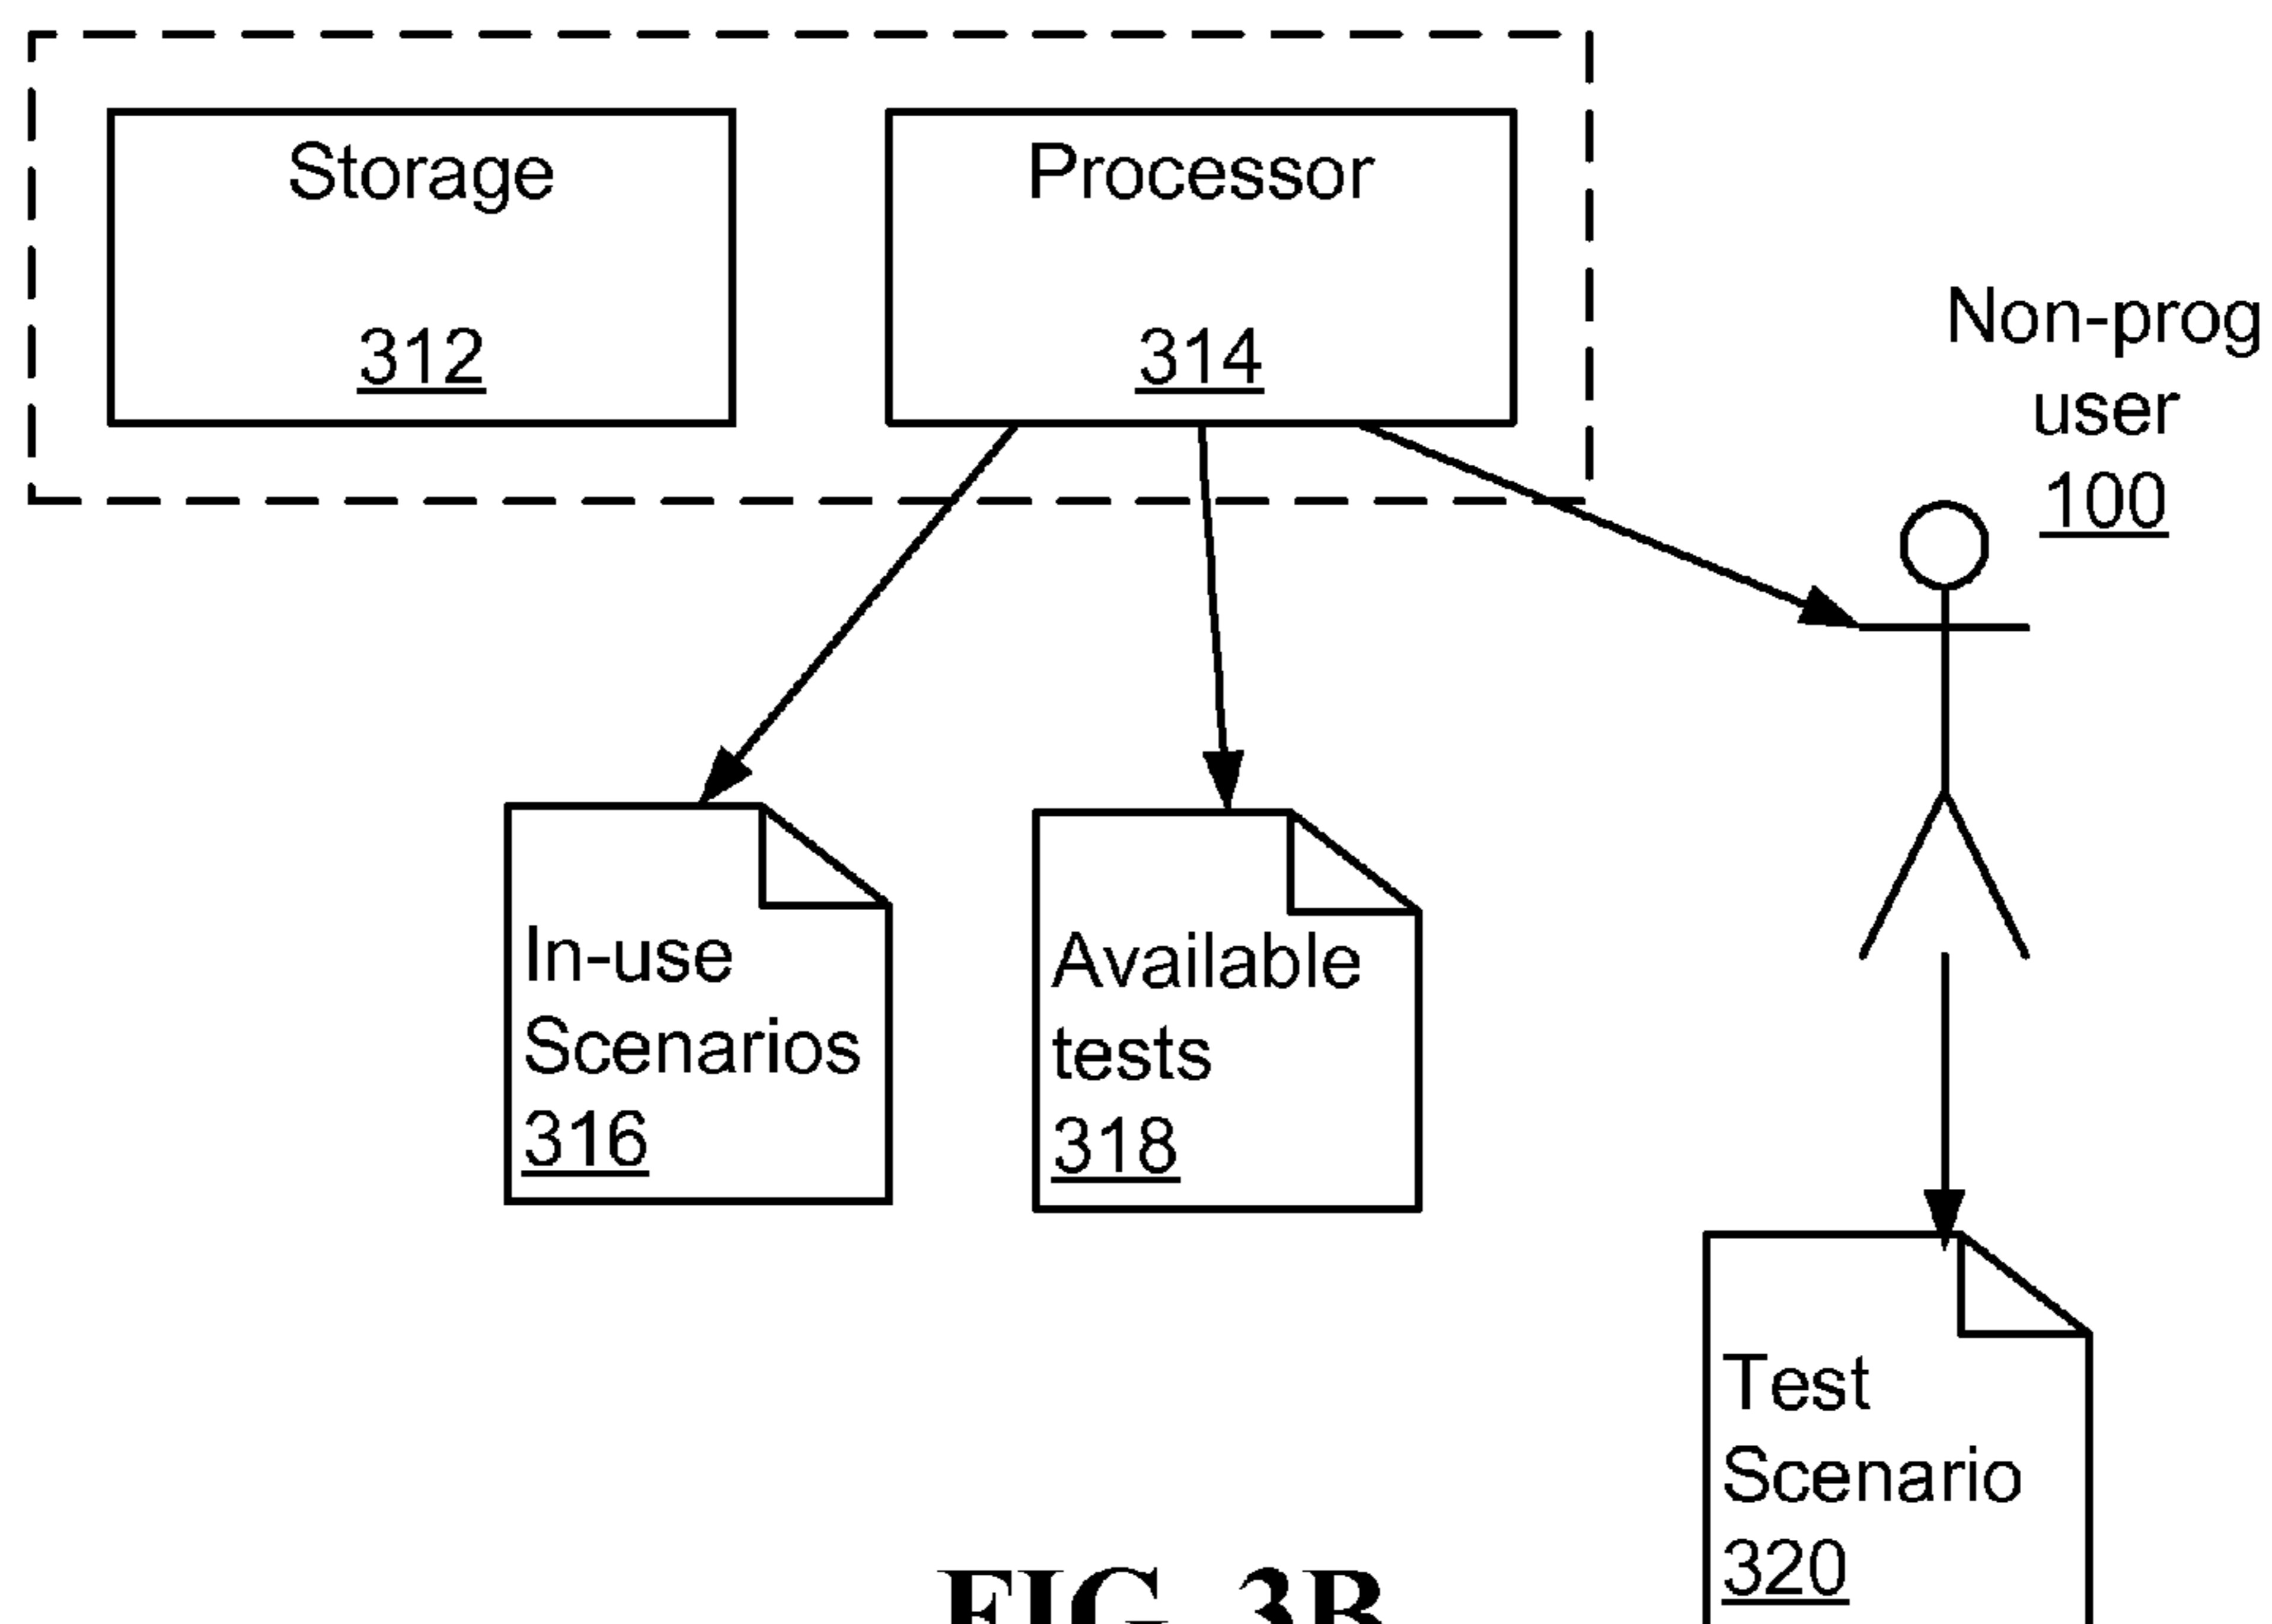 Storage
312
Processor
314
Non-prog
user
100
In-use
Scenarios
316
Available
tests
318
Test
Scenario
320
FIG. 3B